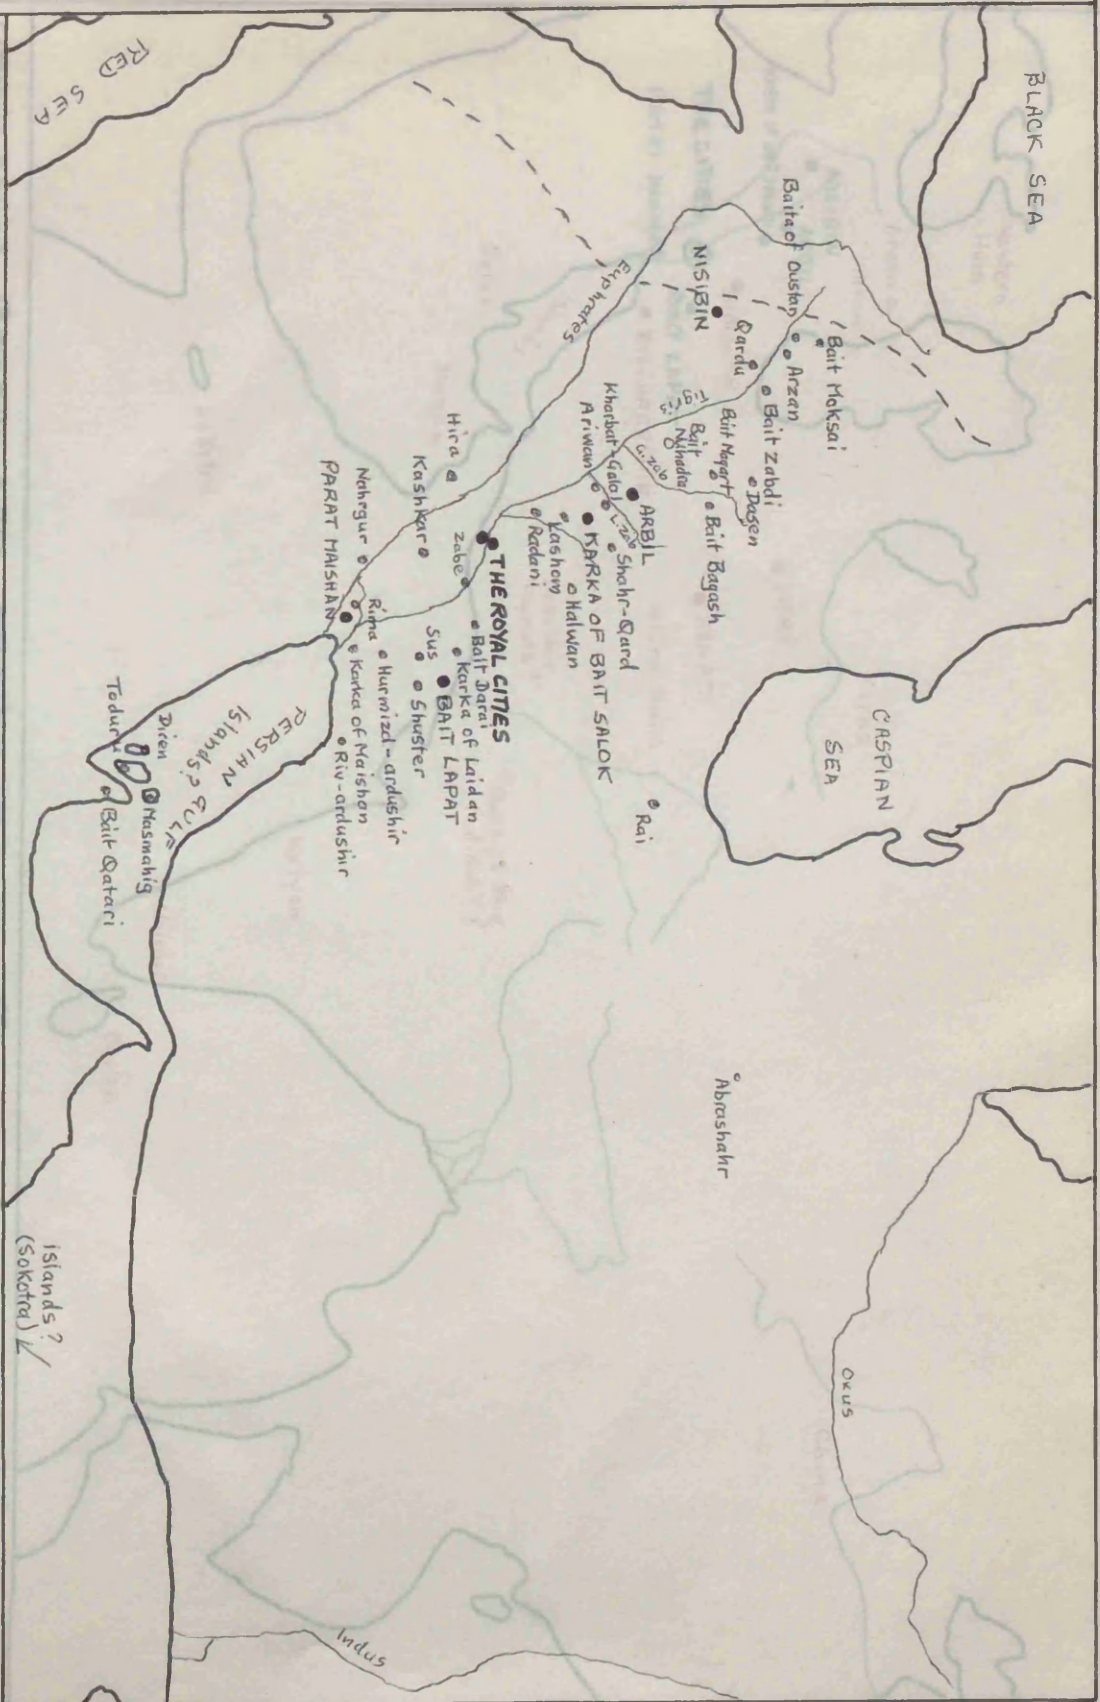 BLACK SEA
CASPIAN
SEA
RED SEA
Baita of Oustan
Bait Moksai
Arzan
NISIBIN
Qardu
Bait Zabdi
Euphrates
Tigris
Bait
Nuhadra
Dasen
Bait Bagash
G. Zab
Kharbat-Galal
Ariwan
ARBIL
L. Zab
Shahr-Qard
KARKA OF BAIT SALOK
Lashom
Halwan
Radani
Hira
THE ROYAL CITIES
Zabe
Kashkar
Bait Darai
Karka of Laidan
BAIT LAPAT
Sus
Shuster
Nahrgur
Rima
Hurmizd-ardushir
PARAT MAISHAN
Karka of Maishan
Riv-ardushir
Rai
Abrashahr
Oxus
PERSIAN GULF
islands?
Diren
Masmahig
Toduru
Bait Qatari
islands?
(Sokotra)
Indus